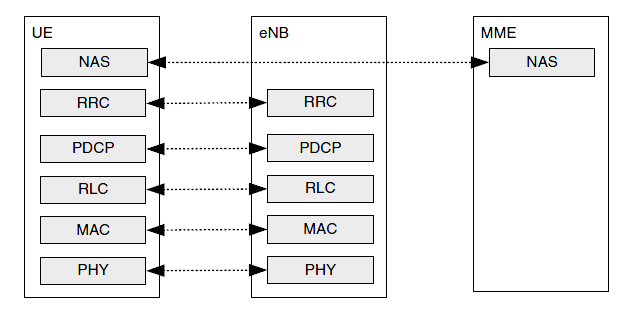 UE eNB MME
NAS NAS
RRC RRC
PDCP PDCP
RLC RLC
MAC MAC
PHY PHY